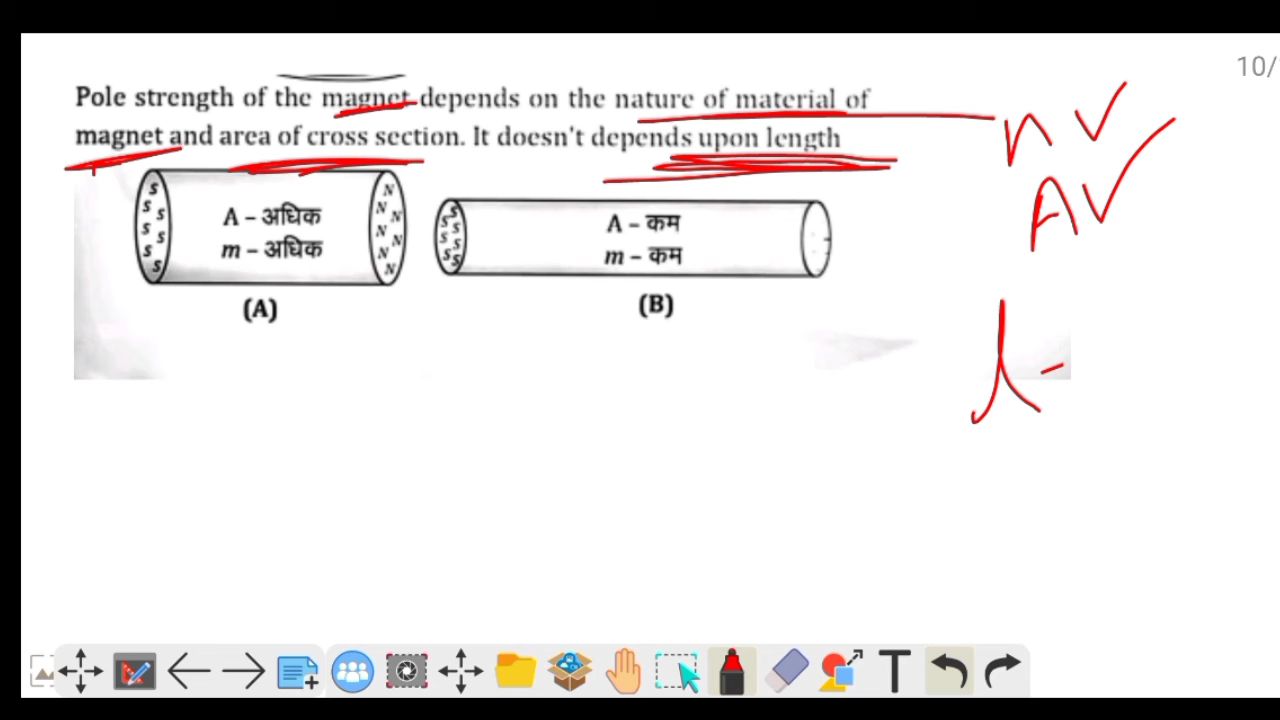 10/
Pole strength of the magnet depends on the nature of material of
magnet and area of cross section. It doesn't depends upon length
n ✓
A ✓
l -
S S S S S S S
A – अधिक
m – अधिक
N N N N N N N
(A)
S S S S S S S
A – कम
m – कम
(B)
T